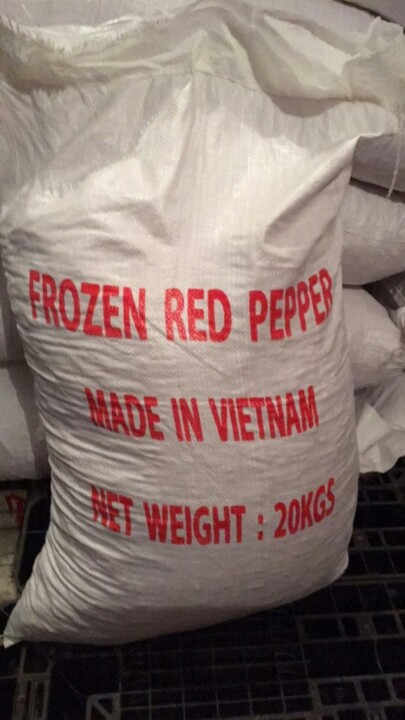 FROZEN RED PEPPER
MADE IN VIETNAM
NET WEIGHT : 20KGS